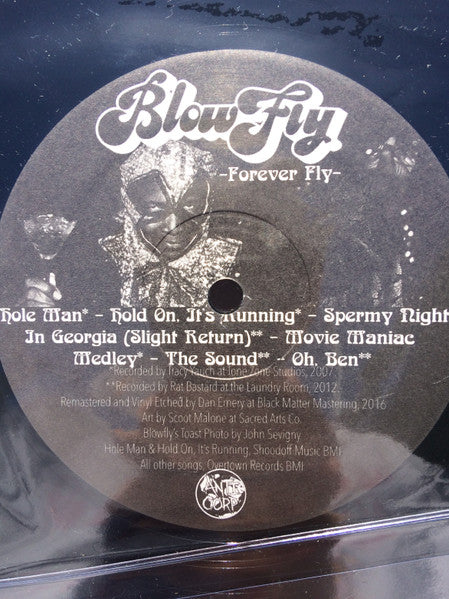 BlowFly
-Forever Fly-
Hole Man* - Hold On, It's Running* - Spermy Night
In Georgia (Slight Return)** - Movie Maniac
Medley* - The Sound** - Oh, Ben**
*Recorded by Tracy Yauch at Tone Zone Studios, 2007
**Recorded by Rat Bastard at the Laundry Room, 2012
Remastered and Vinyl Etched by Dan Emery at Black Matter Mastering, 2016
Art by Scoot Malone at Sacred Arts Co.
Blowfly's Toast Photo by John Sevigny
Hole Man & Hold On, It's Running, Shoudoff Music BMI
All other songs, Overtown Records BMI
CORP